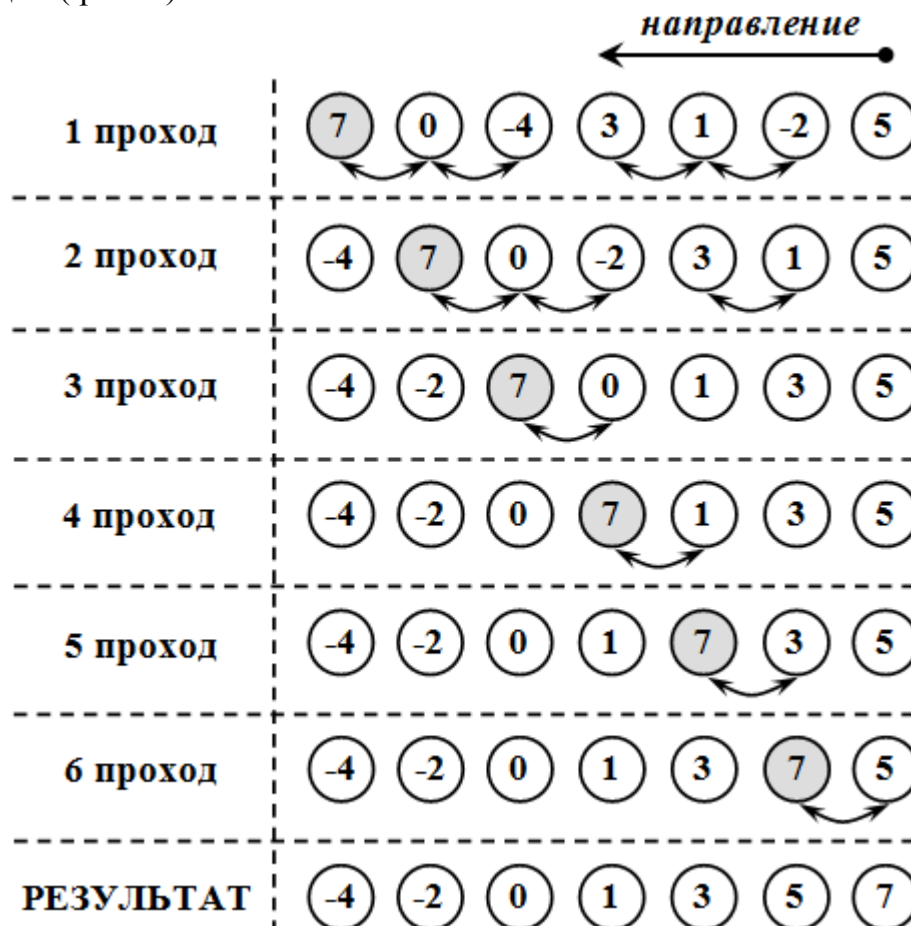 направление
1 проход 7 0 -4 3 1 -2 5
2 проход -4 7 0 -2 3 1 5
3 проход -4 -2 7 0 1 3 5
4 проход -4 -2 0 7 1 3 5
5 проход -4 -2 0 1 7 3 5
6 проход -4 -2 0 1 3 7 5
РЕЗУЛЬТАТ -4 -2 0 1 3 5 7